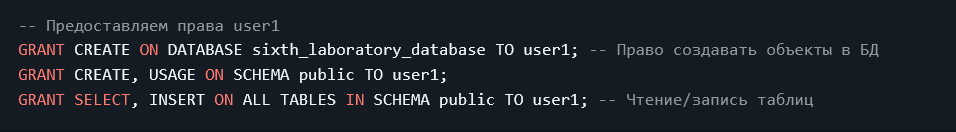 -- Предоставляем права user1
GRANT CREATE ON DATABASE sixth_laboratory_database TO user1; -- Право создавать объекты в БД
GRANT CREATE, USAGE ON SCHEMA public TO user1;
GRANT SELECT, INSERT ON ALL TABLES IN SCHEMA public TO user1; -- Чтение/запись таблиц